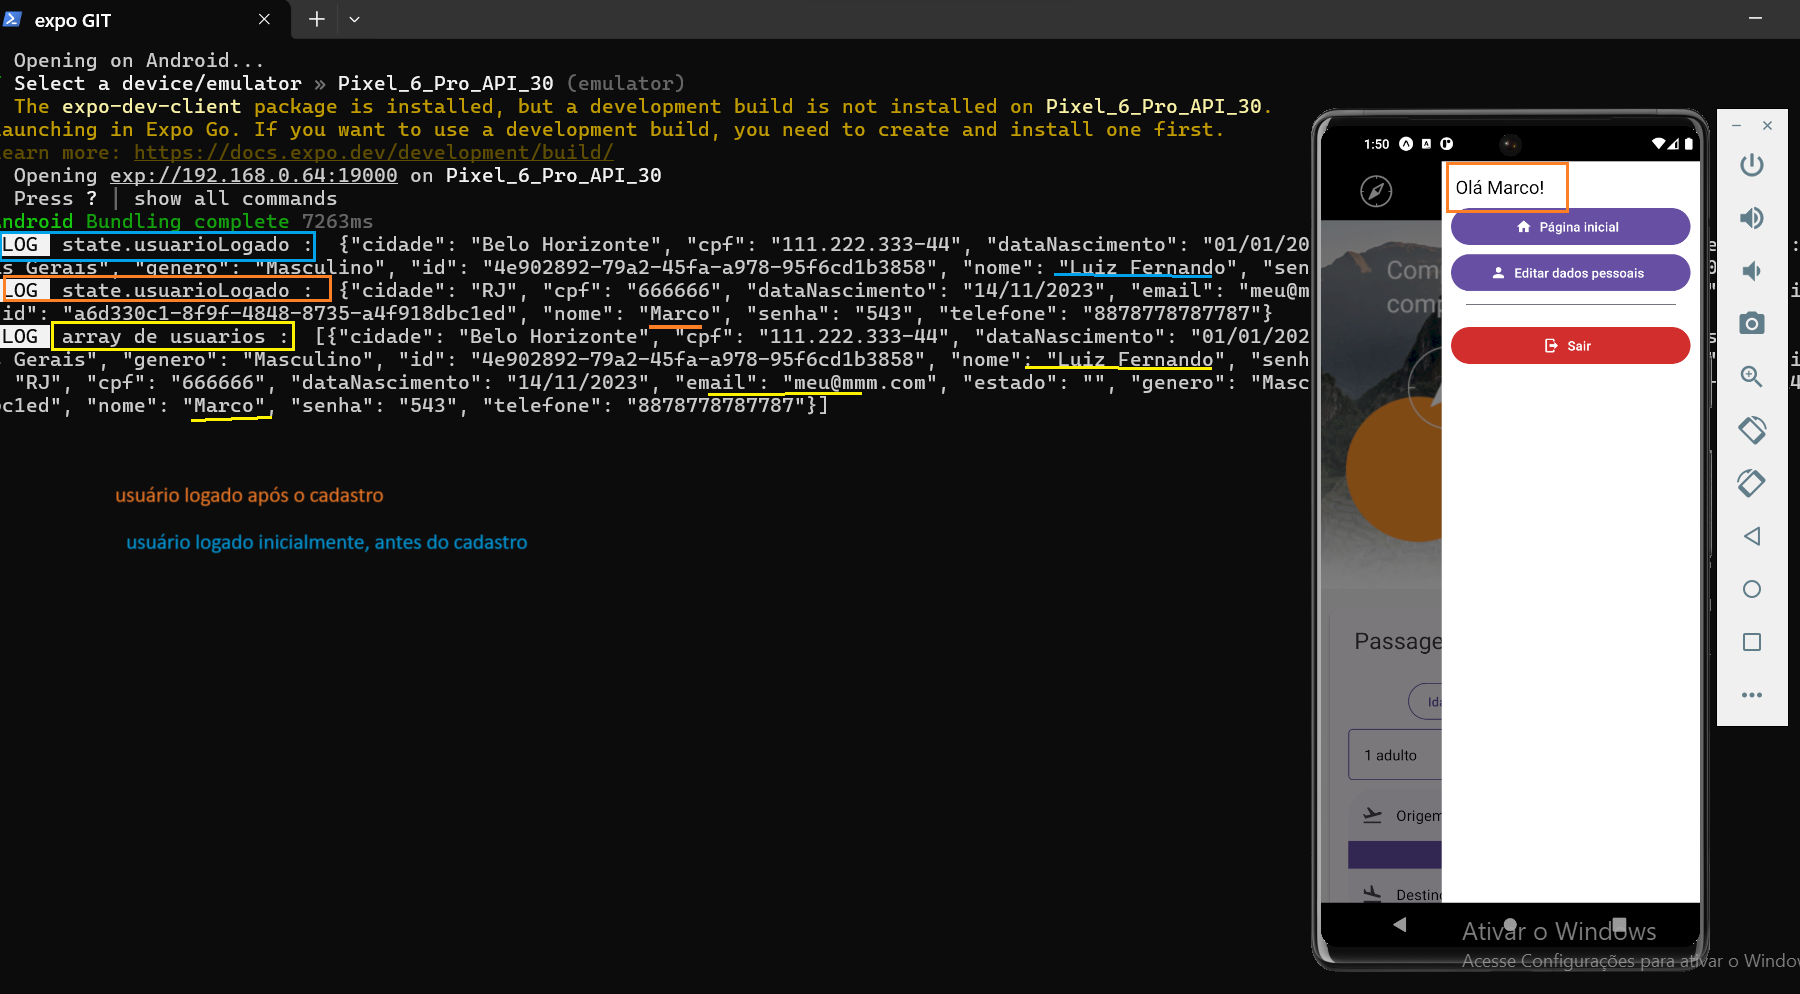 expo GIT
Opening on Android...
Select a device/emulator » Pixel_6_Pro_API_30 (emulator)
The expo-dev-client package is installed, but a development build is not installed on Pixel_6_Pro_API_30.
aunching in Expo Go. If you want to use a development build, you need to create and install one first.
earn more: https://docs.expo.dev/development/build/
Opening exp://192.168.0.64:19000 on Pixel_6_Pro_API_30
Press ? │ show all commands
ndroid Bundling complete 7263ms
LOG state.usuarioLogado : {"cidade": "Belo Horizonte", "cpf": "111.222.333-44", "dataNascimento": "01/01/20
s Gerais", "genero": "Masculino", "id": "4e902892-79a2-45fa-a978-95f6cd1b3858", "nome": "Luiz Fernando", "sen
LOG state.usuarioLogado : {"cidade": "RJ", "cpf": "666666", "dataNascimento": "14/11/2023", "email": "meu@m
id": "a6d330c1-8f9f-4848-8735-a4f918dbc1ed", "nome": "Marco", "senha": "543", "telefone": "8878778787787"}
LOG array de usuarios : [{"cidade": "Belo Horizonte", "cpf": "111.222.333-44", "dataNascimento": "01/01/202
Gerais", "genero": "Masculino", "id": "4e902892-79a2-45fa-a978-95f6cd1b3858", "nome": "Luiz Fernando", "senh
"RJ", "cpf": "666666", "dataNascimento": "14/11/2023", "email": "meu@mmm.com", "estado": "", "genero": "Masc
c1ed", "nome": "Marco", "senha": "543", "telefone": "8878778787787"}]
usuário logado após o cadastro
usuário logado inicialmente, antes do cadastro
1:50
Olá Marco!
Página inicial
Editar dados pessoais
Sair
Com
comp
Passage
Ida
1 adulto
Origem
Destino
Ativar o Windows
Acesse Configurações para ativar o Window